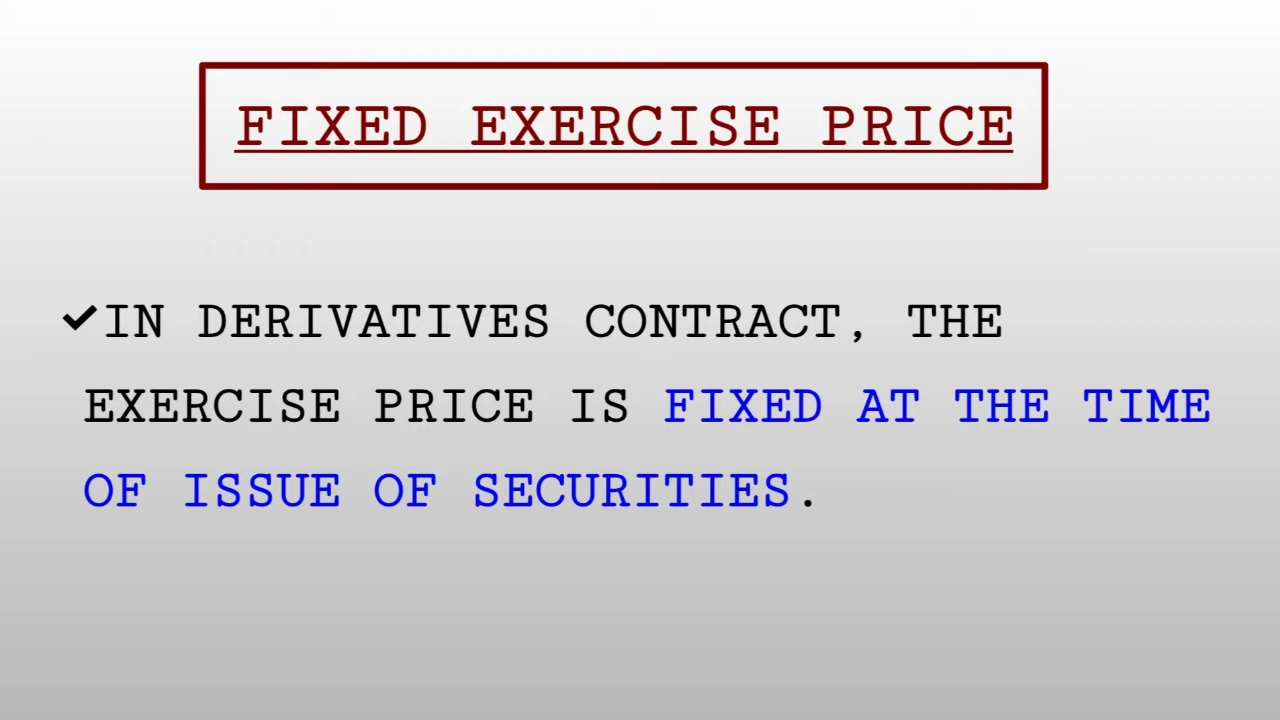 FIXED EXERCISE PRICE
✔IN DERIVATIVES CONTRACT, THE
EXERCISE PRICE IS FIXED AT THE TIME
OF ISSUE OF SECURITIES.